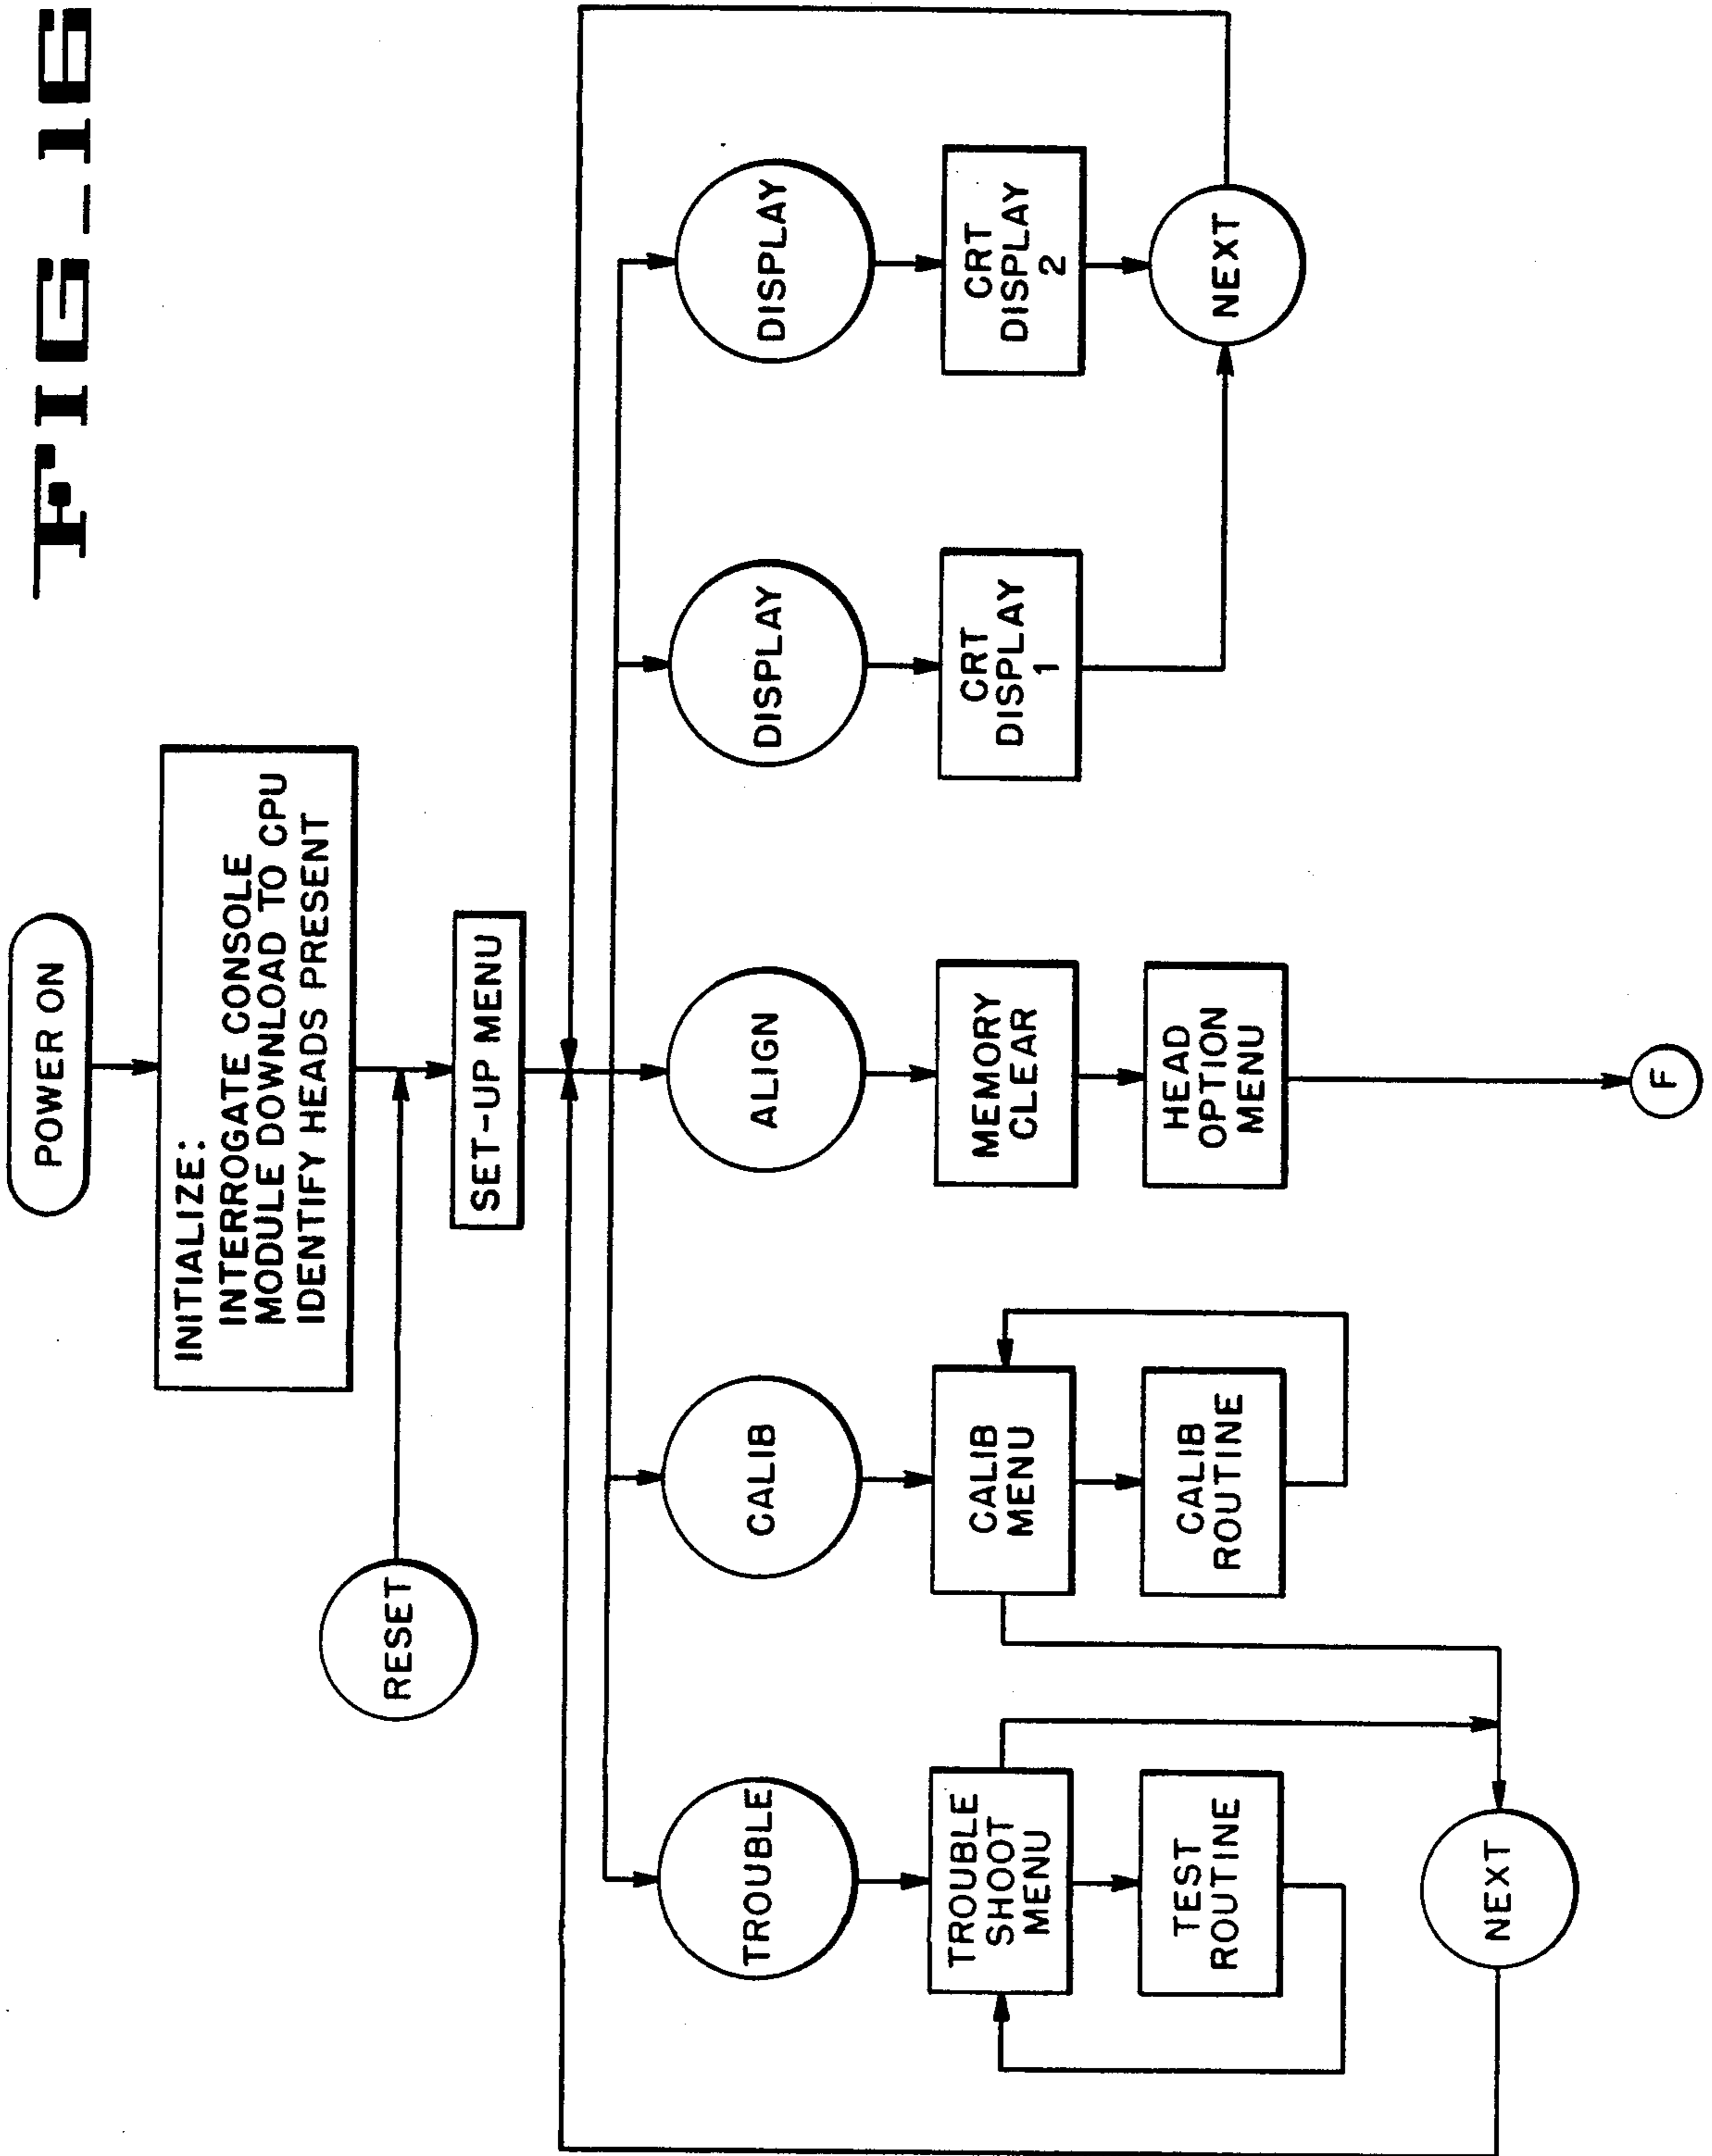 FIG_16
POWER ON
INITIALIZE:
INTERROGATE CONSOLE
MODULE DOWNLOAD TO CPU
IDENTIFY HEADS PRESENT
RESET
SET-UP MENU
TROUBLE
CALIB
ALIGN
DISPLAY
DISPLAY
TROUBLE
SHOOT
MENU
CALIB
MENU
MEMORY
CLEAR
CRT
DISPLAY
1
CRT
DISPLAY
2
TEST
ROUTINE
CALIB
ROUTINE
HEAD
OPTION
MENU
NEXT
NEXT
F